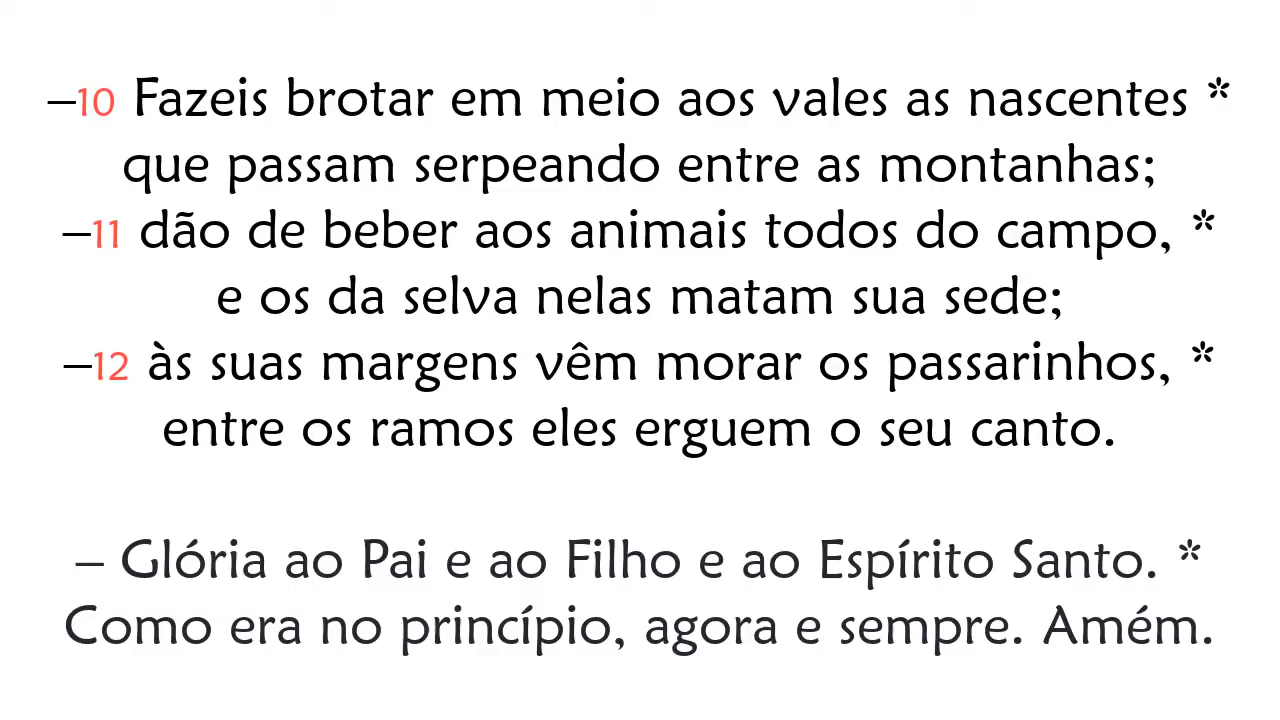 –10 Fazeis brotar em meio aos vales as nascentes *
que passam serpeando entre as montanhas;
–11 dão de beber aos animais todos do campo, *
e os da selva nelas matam sua sede;
–12 às suas margens vêm morar os passarinhos, *
entre os ramos eles erguem o seu canto.
– Glória ao Pai e ao Filho e ao Espírito Santo. *
Como era no princípio, agora e sempre. Amém.